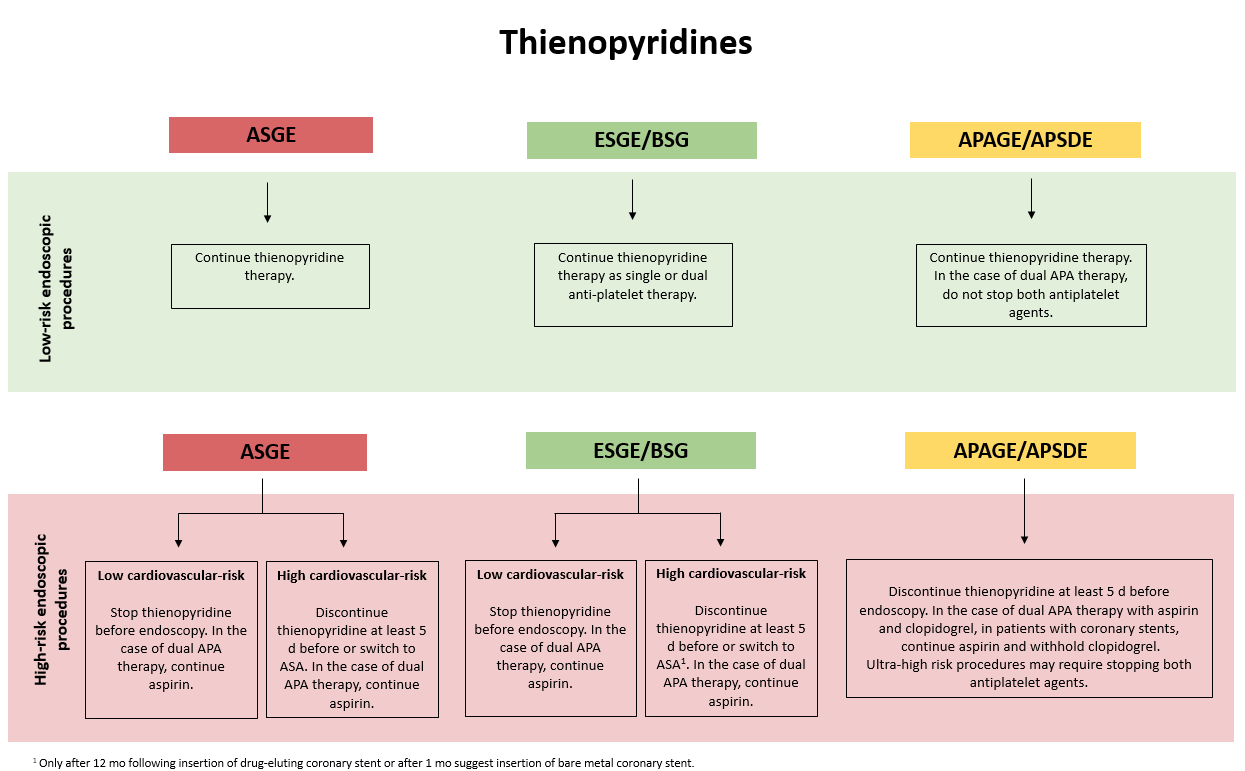 Thienopyridines
ASGE
ESGE/BSG
APAGE/APSDE
Low-risk endoscopic
procedures
Continue thienopyridine
therapy.
Continue thienopyridine
therapy as single or dual
anti-platelet therapy.
Continue thienopyridine therapy.
In the case of dual APA therapy,
do not stop both antiplatelet
agents.
ASGE
ESGE/BSG
APAGE/APSDE
High-risk endoscopic
procedures
Low cardiovascular-risk
Stop thienopyridine
before endoscopy. In the
case of dual APA
therapy, continue
aspirin.
High cardiovascular-risk
Discontinue
thienopyridine at least 5
d before or switch to
ASA. In the case of dual
APA therapy, continue
aspirin.
Low cardiovascular-risk
Stop thienopyridine
before endoscopy. In the
case of dual APA
therapy, continue
aspirin.
High cardiovascular-risk
Discontinue
thienopyridine at least 5
d before or switch to
ASA¹. In the case of dual
APA therapy, continue
aspirin.
Discontinue thienopyridine at least 5 d before
endoscopy. In the case of dual APA therapy with aspirin
and clopidogrel, in patients with coronary stents,
continue aspirin and withhold clopidogrel.
Ultra-high risk procedures may require stopping both
antiplatelet agents.
¹ Only after 12 mo following insertion of drug-eluting coronary stent or after 1 mo suggest insertion of bare metal coronary stent.